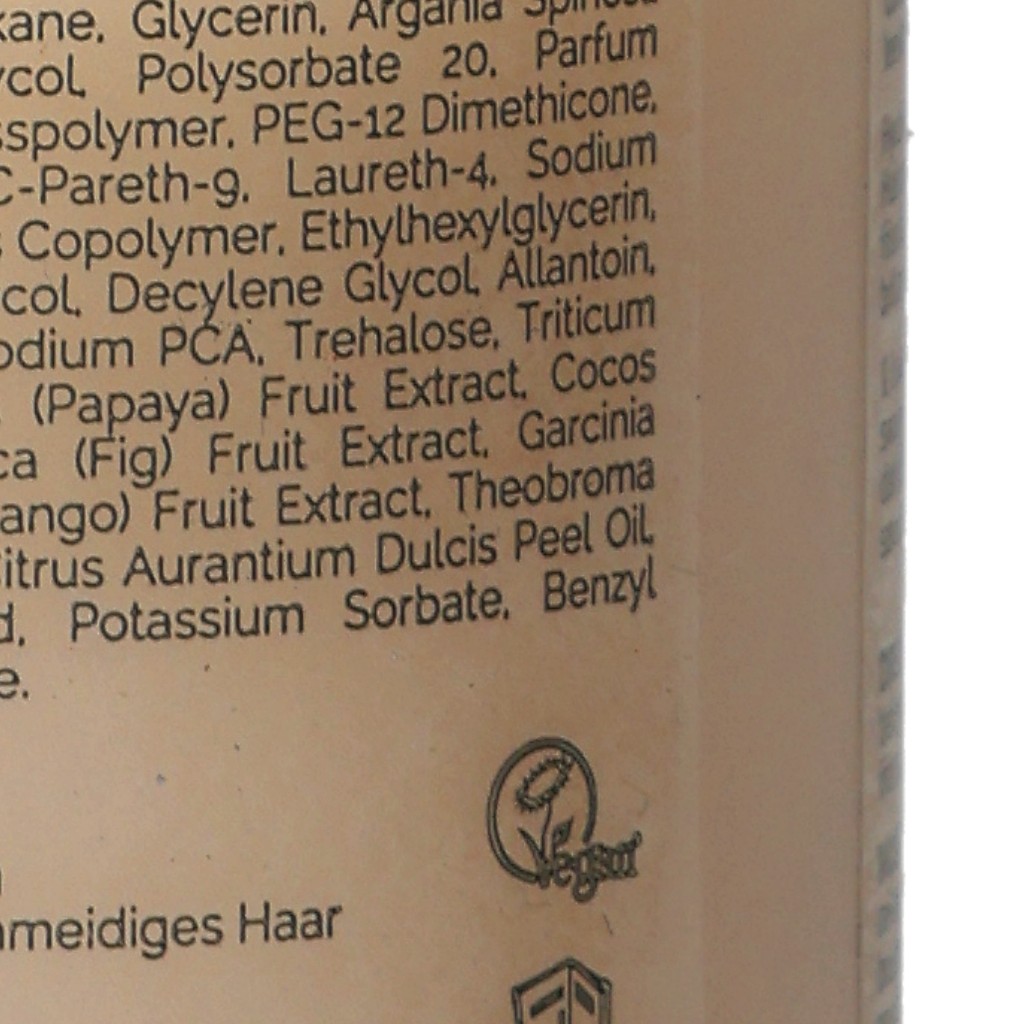 kane, Glycerin, Argania Spinosa
ycol, Polysorbate 20, Parfum
sspolymer, PEG-12 Dimethicone,
C-Pareth-9, Laureth-4, Sodium
s Copolymer, Ethylhexylglycerin,
col, Decylene Glycol, Allantoin,
odium PCA, Trehalose, Triticum
(Papaya) Fruit Extract, Cocos
ca (Fig) Fruit Extract, Garcinia
ango) Fruit Extract, Theobroma
itrus Aurantium Dulcis Peel Oil,
d, Potassium Sorbate, Benzyl
e.
Vegan
meidiges Haar